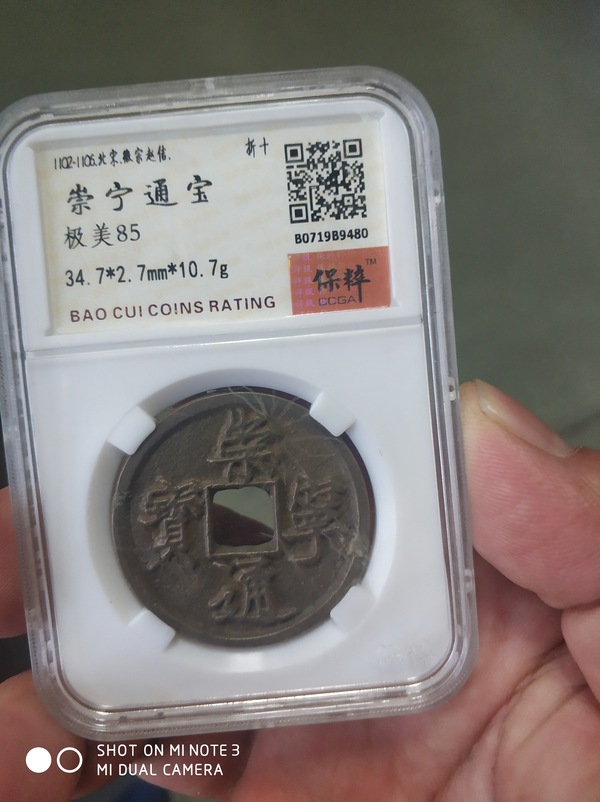 1102-1106.北宋.徽宗赵佶.
折十
崇宁通宝
极美85
34.7*2.7mm*10.7g
BAO CUI COINS RATING
B0719B9480
保粹 TM
CCGA
崇
寧
通
寳
SHOT ON MI NOTE 3
MI DUAL CAMERA